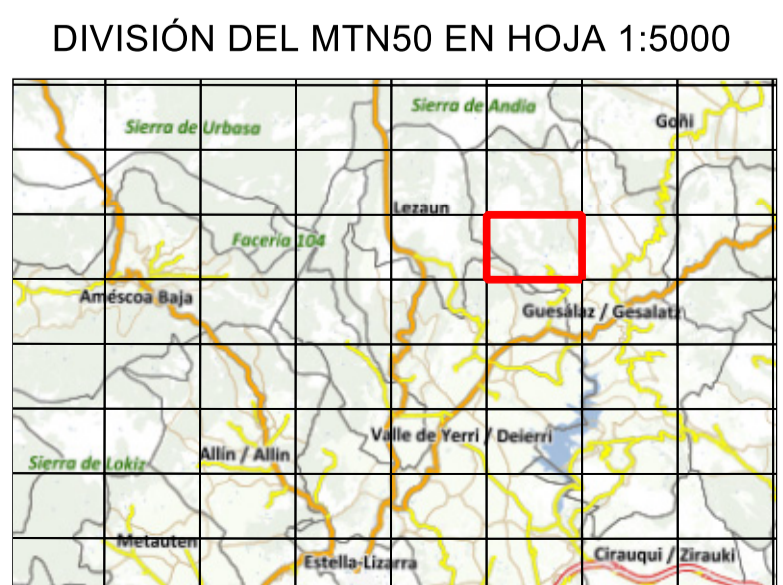 DIVISIÓN DEL MTN50 EN HOJA 1:5000
Sierra de Andia
Goñi
Sierra de Urbasa
Lezaun
Facería 104
Améscoa Baja
Guesálaz / Gesalatz
Valle de Yerri / Deierri
Allín / Allin
Sierra de Lokiz
Metauten
Cirauqui / Zirauki
Estella-Lizarra